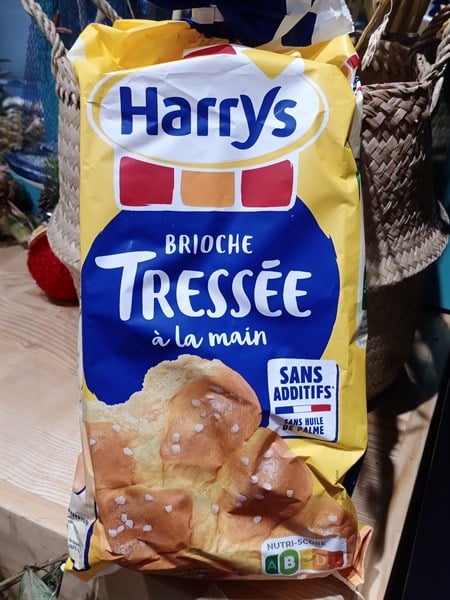 Harrys
BRIOCHE
TRESSÉE
à la main
SANS
ADDITIFS*
SANS HUILE
DE PALME
NUTRI-SCORE
A B D